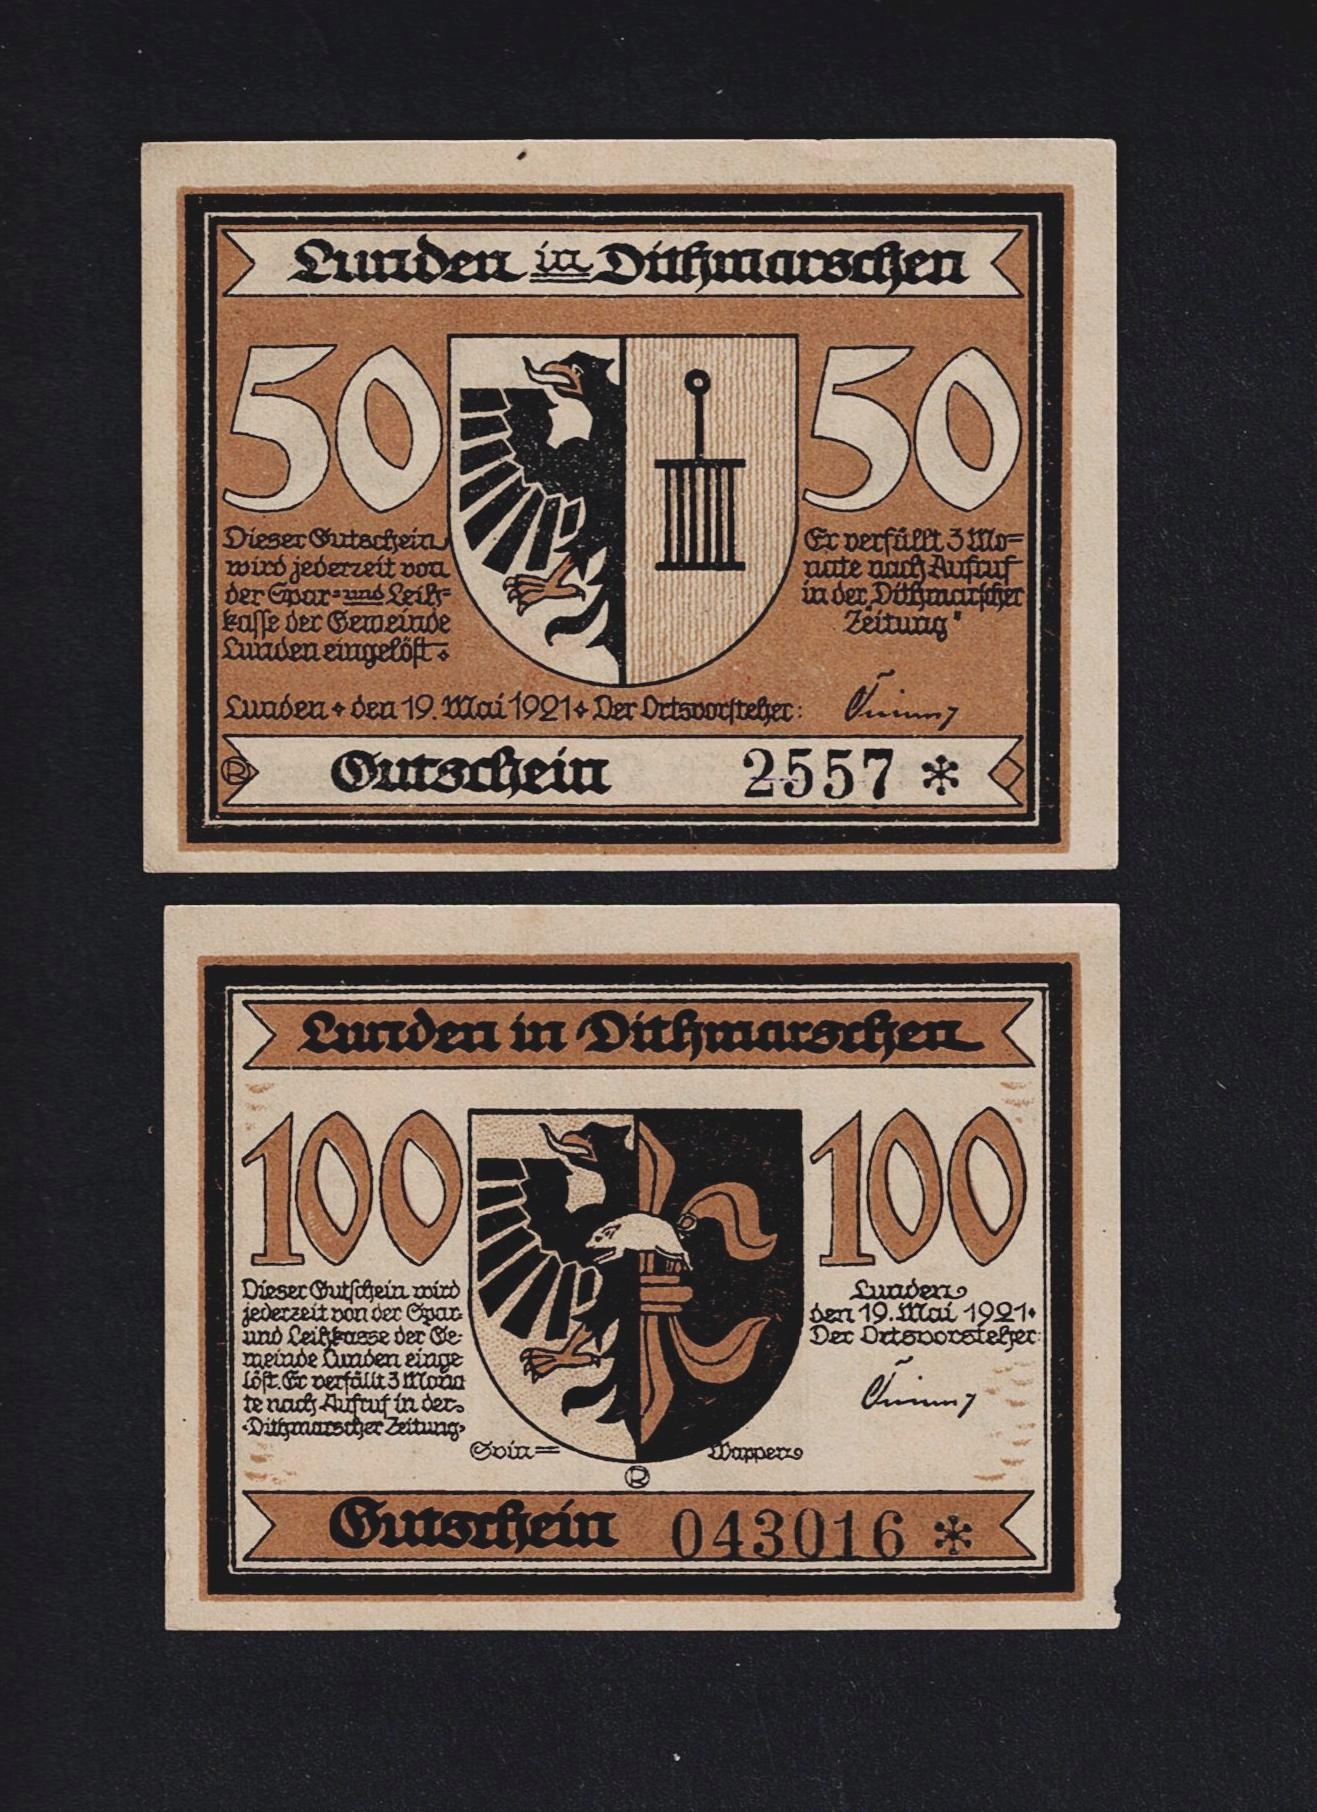 Lunden in Dithmarschen
50
50
Dieser Gutschein
wird jederzeit von
der Spar= und Leih=
kasse der Gemeinde
Lunden eingelöst
Er verfällt 3 Mo=
nate nach Aufruf
in der „Dithmarscher
Zeitung"
Lunden den 19. Mai 1921 Der Ortsvorsteher:
R
Gutschein 2557 *
Lunden in Dithmarschen
100
100
Dieser Gutschein wird
jederzeit von der Spar-
und Leihkasse der Ge-
meinde Lunden einge
löst. Er verfällt 3 Mona
te nach Aufruf in der
Dithmarscher Zeitung
Lunden
den 19. Mai 1921
Der Ortsvorsteher:
Wappen
R
Gutschein 043016 *